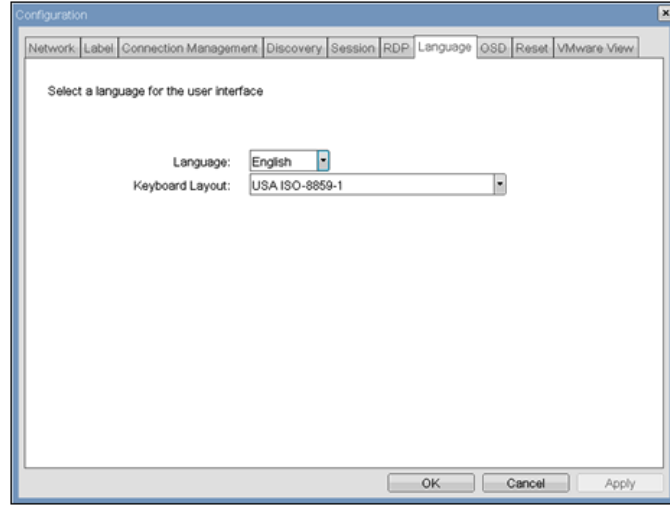 Configuration
Network Label Connection Management Discovery Session RDP Language OSD Reset VMware View
Select a language for the user interface
Language: English
Keyboard Layout: USA ISO-8859-1
OK Cancel Apply